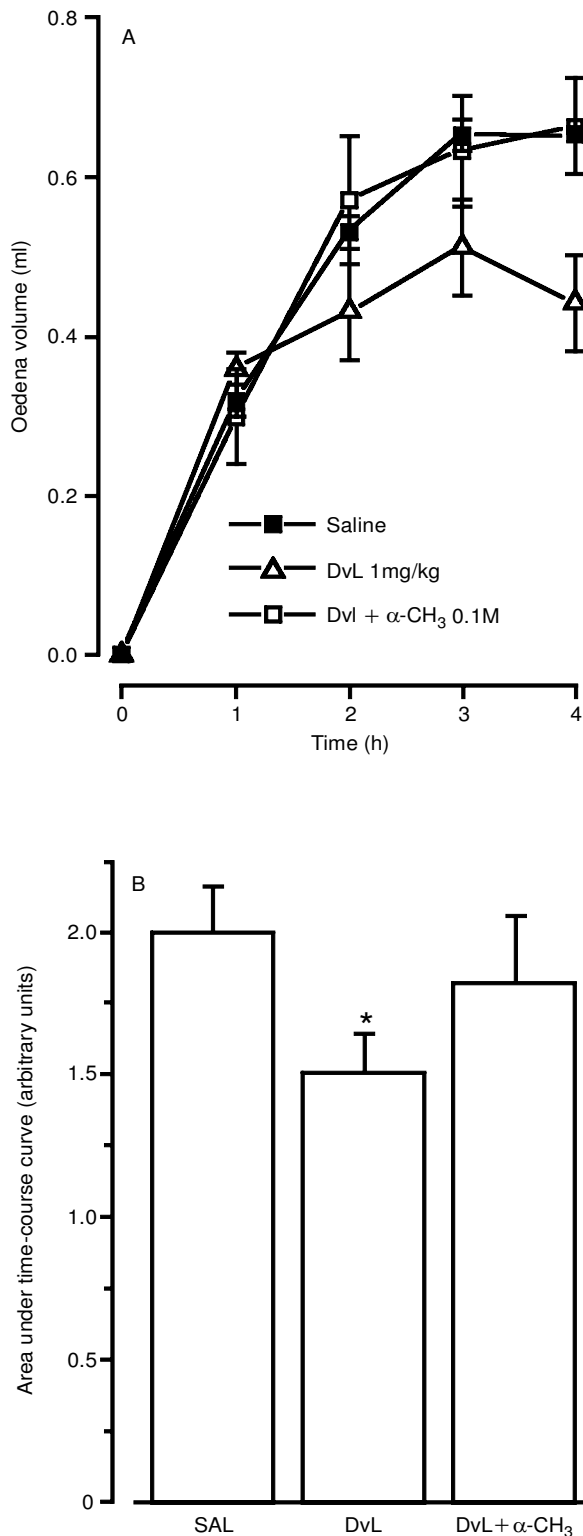 A
0.8
0.6
0.4
0.2
0.0
Oedena volume (ml)
Saline
DvL 1mg/kg
Dvl + α-CH₃ 0.1M
0 1 2 3 4
Time (h)
B
2.0
1.5
1.0
0.5
0
Area under time-course curve (arbitrary units)
*
SAL DvL DvL+α-CH₃